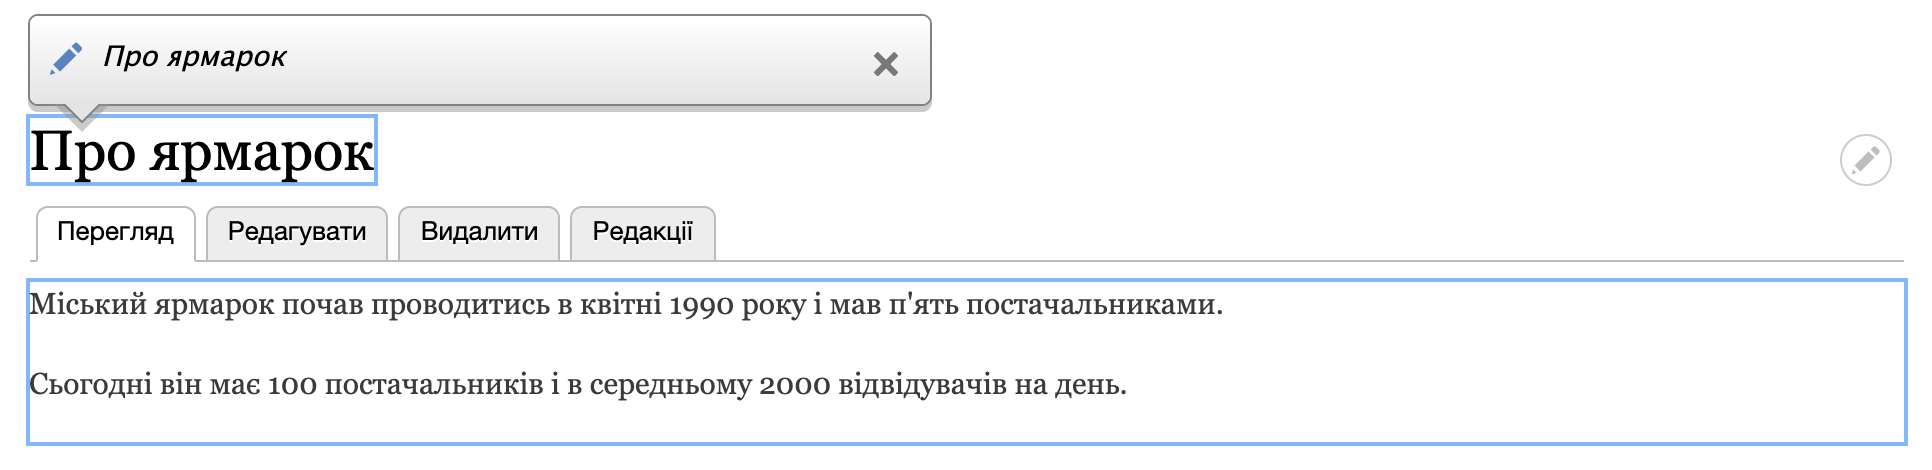 Про ярмарок
Про ярмарок
Перегляд
Редагувати
Видалити
Редакції
Міський ярмарок почав проводитись в квітні 1990 року і мав п'ять постачальниками.
Сьогодні він має 100 постачальників і в середньому 2000 відвідувачів на день.